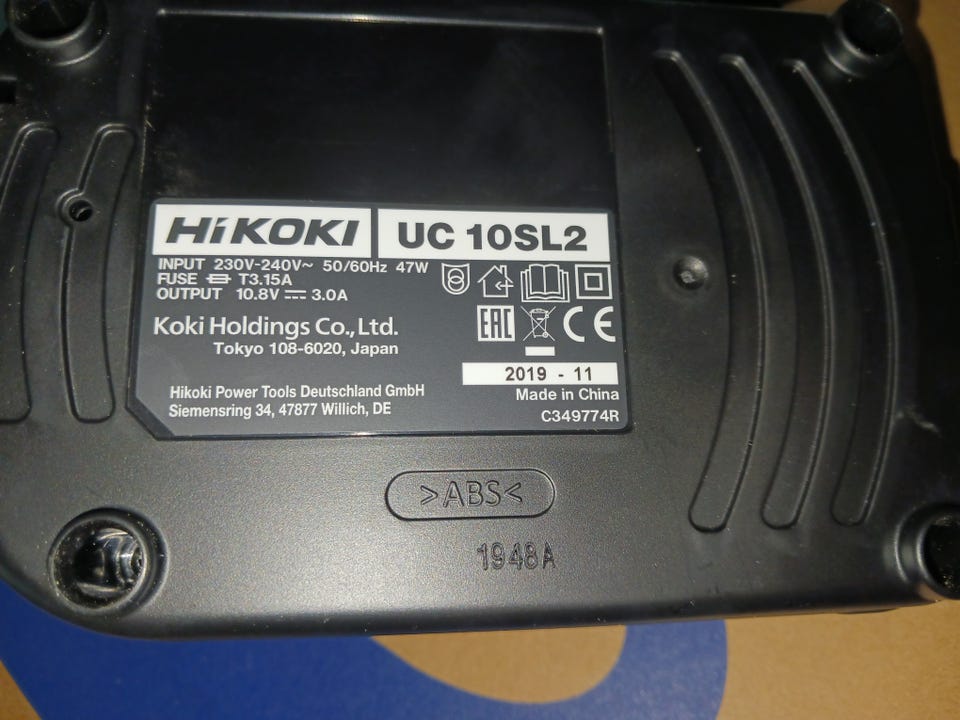 HiKOKI UC 10SL2
INPUT 230V-240V~ 50/60Hz 47W
FUSE T3.15A
OUTPUT 10.8V⎓ 3.0A
Koki Holdings Co., Ltd.
Tokyo 108-6020, Japan
EAC CE
2019 - 11
Hikoki Power Tools Deutschland GmbH
Made in China
Siemensring 34, 47877 Willich, DE
C349774R
>ABS<
1948A